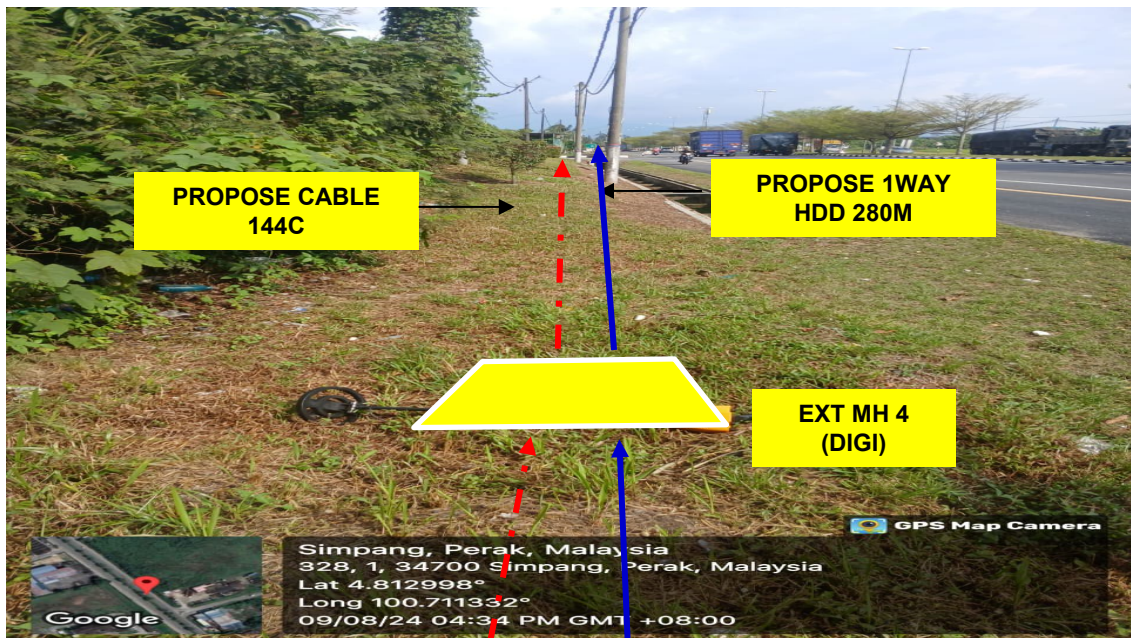 PROPOSE CABLE
144C
PROPOSE 1WAY
HDD 280M
EXT MH 4
(DIGI)
GPS Map Camera
Simpang, Perak, Malaysia
328, 1, 34700 Simpang, Perak, Malaysia
Lat 4.812998°
Long 100.711332°
09/08/24 04:34 PM GMT +08:00
Google